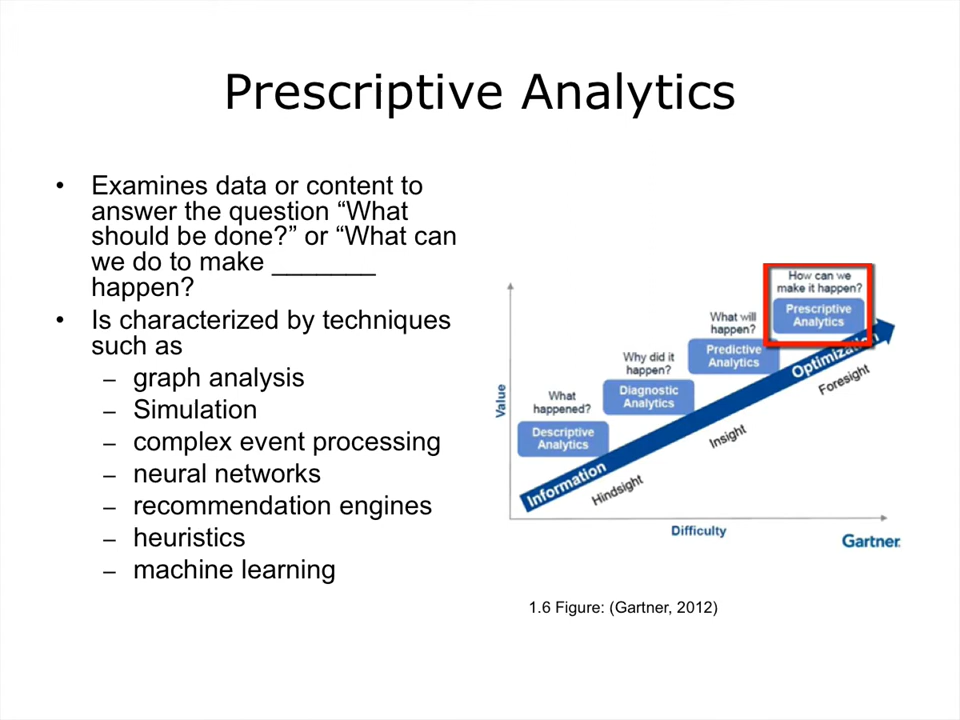 Prescriptive Analytics
• Examines data or content to
answer the question “What
should be done?” or “What can
we do to make _______
happen?
• Is characterized by techniques
such as
– graph analysis
– Simulation
– complex event processing
– neural networks
– recommendation engines
– heuristics
– machine learning
How can we
make it happen?
Prescriptive
Analytics
What will
happen?
Predictive
Analytics
Why did it
happen?
Diagnostic
Analytics
What
happened?
Descriptive
Analytics
Value
Information
Optimization
Hindsight
Insight
Foresight
Difficulty
Gartner
1.6 Figure: (Gartner, 2012)